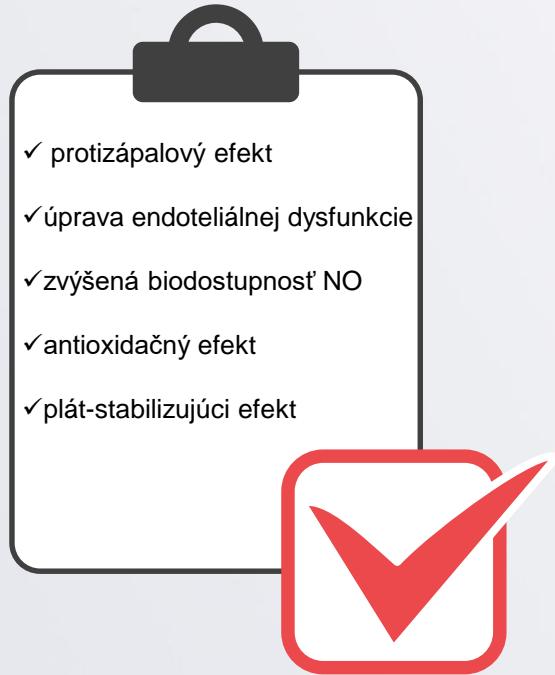 ✓ protizápalový efekt
✓úprava endoteliálnej dysfunkcie
✓zvýšená biodostupnosť NO
✓antioxidačný efekt
✓plát-stabilizujúci efekt